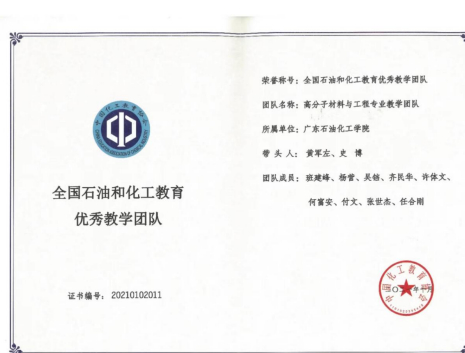 全国石油和化工教育
优秀教学团队
证书编号： 20210102011
荣誉称号：全国石油和化工教育优秀教学团队
团队名称：高分子材料与工程专业教学团队
所属单位：广东石油化工学院
带 头 人：黄军左、史 博
团队成员：班建峰、杨营、吴镕、齐民华、许体文、
何富安、付文、张世杰、任合刚